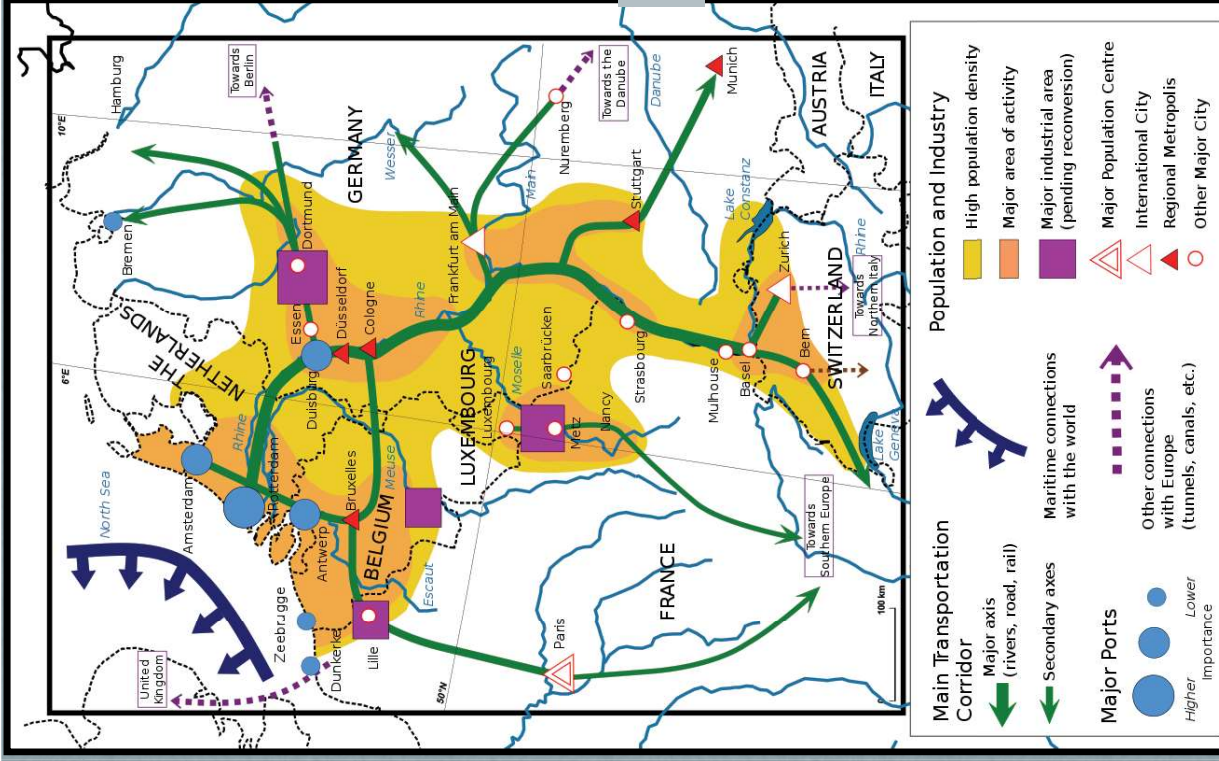 North Sea
Hamburg
10°E
6°E
50°N
Bremen
Towards
Berlin
THE
NETHERLANDS
United
Kingdom
Amsterdam
Rotterdam
Rhine
Zeebrugge
Dunkerke
Antwerp
Lille
Bruxelles
BELGIUM
Meuse
Escaut
Duisburg
Essen
Dortmund
Düsseldorf
Cologne
Rhine
GERMANY
Wesser
Frankfurt am Main
Main
Nuremberg
Towards the
Danube
Danube
LUXEMBOURG
Luxembourg
Moselle
Saarbrücken
Metz
Nancy
Strasbourg
Stuttgart
Munich
Paris
FRANCE
Mulhouse
Basel
Lake
Constanz
Zurich
Rhine
Bern
SWITZERLAND
AUSTRIA
ITALY
Lake
Geneva
Towards
Southern Europe
Towards
Northern Italy
0
100 km
Main Transportation
Corridor
Major axis
(rivers, road, rail)
Secondary axes
Maritime connections
with the world
Major Ports
Higher
Lower
Importance
Other connections
with Europe
(tunnels, canals, etc.)
Population and Industry
High population density
Major area of activity
Major industrial area
(pending reconversion)
Major Population Centre
International City
Regional Metropolis
Other Major City